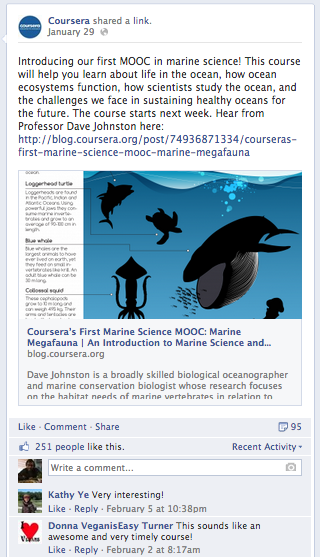 coursera
Coursera shared a link.
January 29
Introducing our first MOOC in marine science! This course
will help you learn about life in the ocean, how ocean
ecosystems function, how scientists study the ocean, and
the challenges we face in sustaining healthy oceans for
the future. The course starts next week. Hear from
Professor Dave Johnston here:
http://blog.coursera.org/post/74936871334/courseras-
first-marine-science-mooc-marine-megafauna
ocean.
Loggerhead turtle
Loggerheads are found
in the Pacific, Indian and
Atlantic Oceans. Using
powerful jaws they con-
sume marine inverte-
brates and grow to an
average of 90-100 cm in
length.
Blue whale
Blue whales are the
largest animals to have
ever lived on earth, yet
they feed on small in-
vertebrates like krill. An
adult blue whale can be
30 m long.
Collosal squid
These cephalopods
grow to 10 m long and
can weigh 495 kg. Their
arms and tentacles are
Coursera's First Marine Science MOOC: Marine
Megafauna | An Introduction to Marine Science and...
blog.coursera.org
Dave Johnston is a broadly skilled biological oceanographer
and marine conservation biologist whose research focuses
on the habitat needs of marine vertebrates in relation to
Like · Comment · Share
95
251 people like this.
Recent Activity
Write a comment...
Kathy Ye Very interesting!
Like · Reply · February 5 at 10:38pm
I Vegans
Donna VeganisEasy Turner This sounds like an
awesome and very timely course!
Like · Reply · February 2 at 8:17am